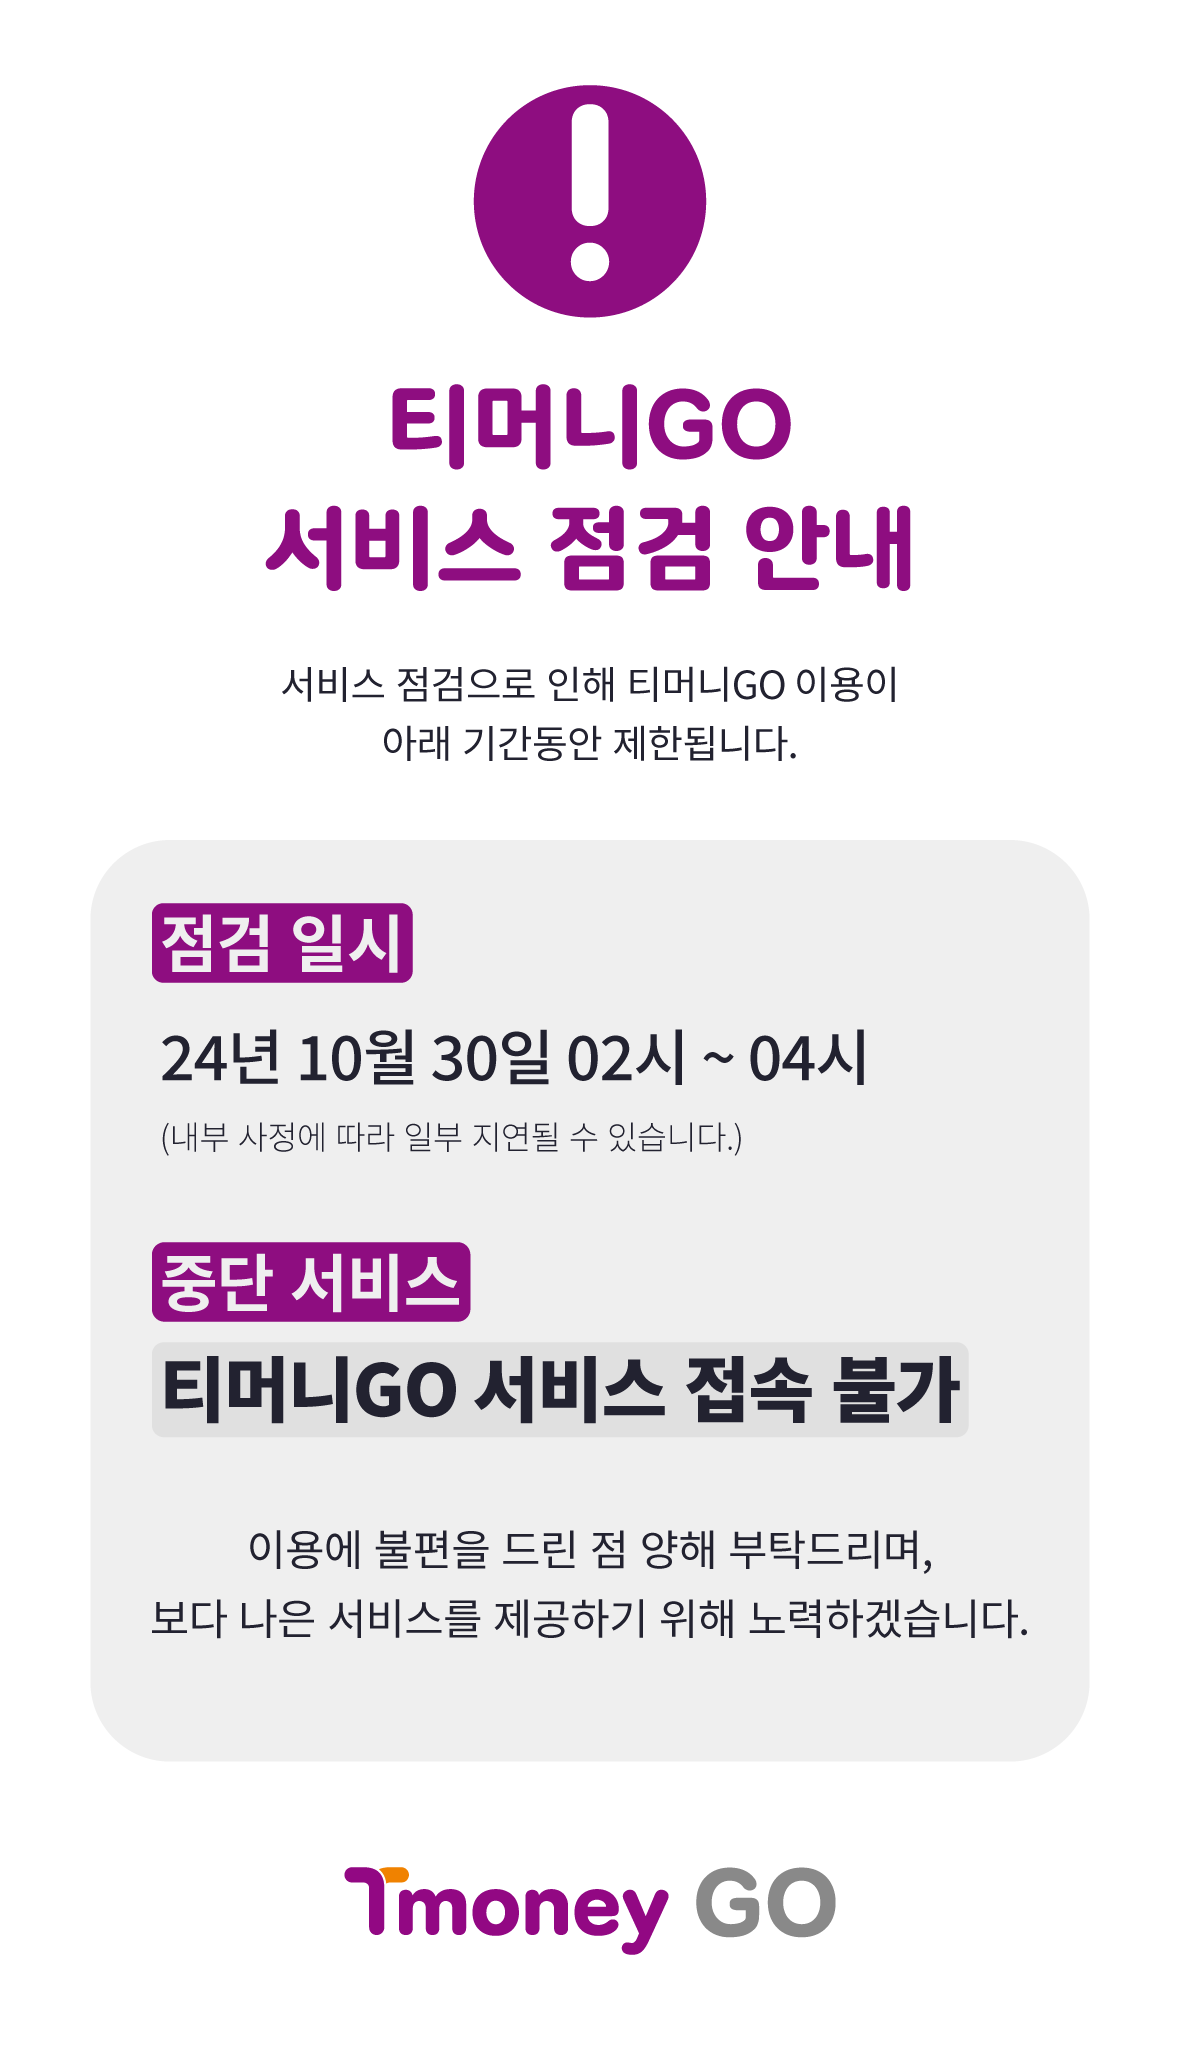 티머니GO
서비스 점검 안내
서비스 점검으로 인해 티머니GO 이용이
아래 기간동안 제한됩니다.
점검 일시
24년 10월 30일 02시 ~ 04시
(내부 사정에 따라 일부 지연될 수 있습니다.)
중단 서비스
티머니GO 서비스 접속 불가
이용에 불편을 드린 점 양해 부탁드리며,
보다 나은 서비스를 제공하기 위해 노력하겠습니다.
Tmoney GO